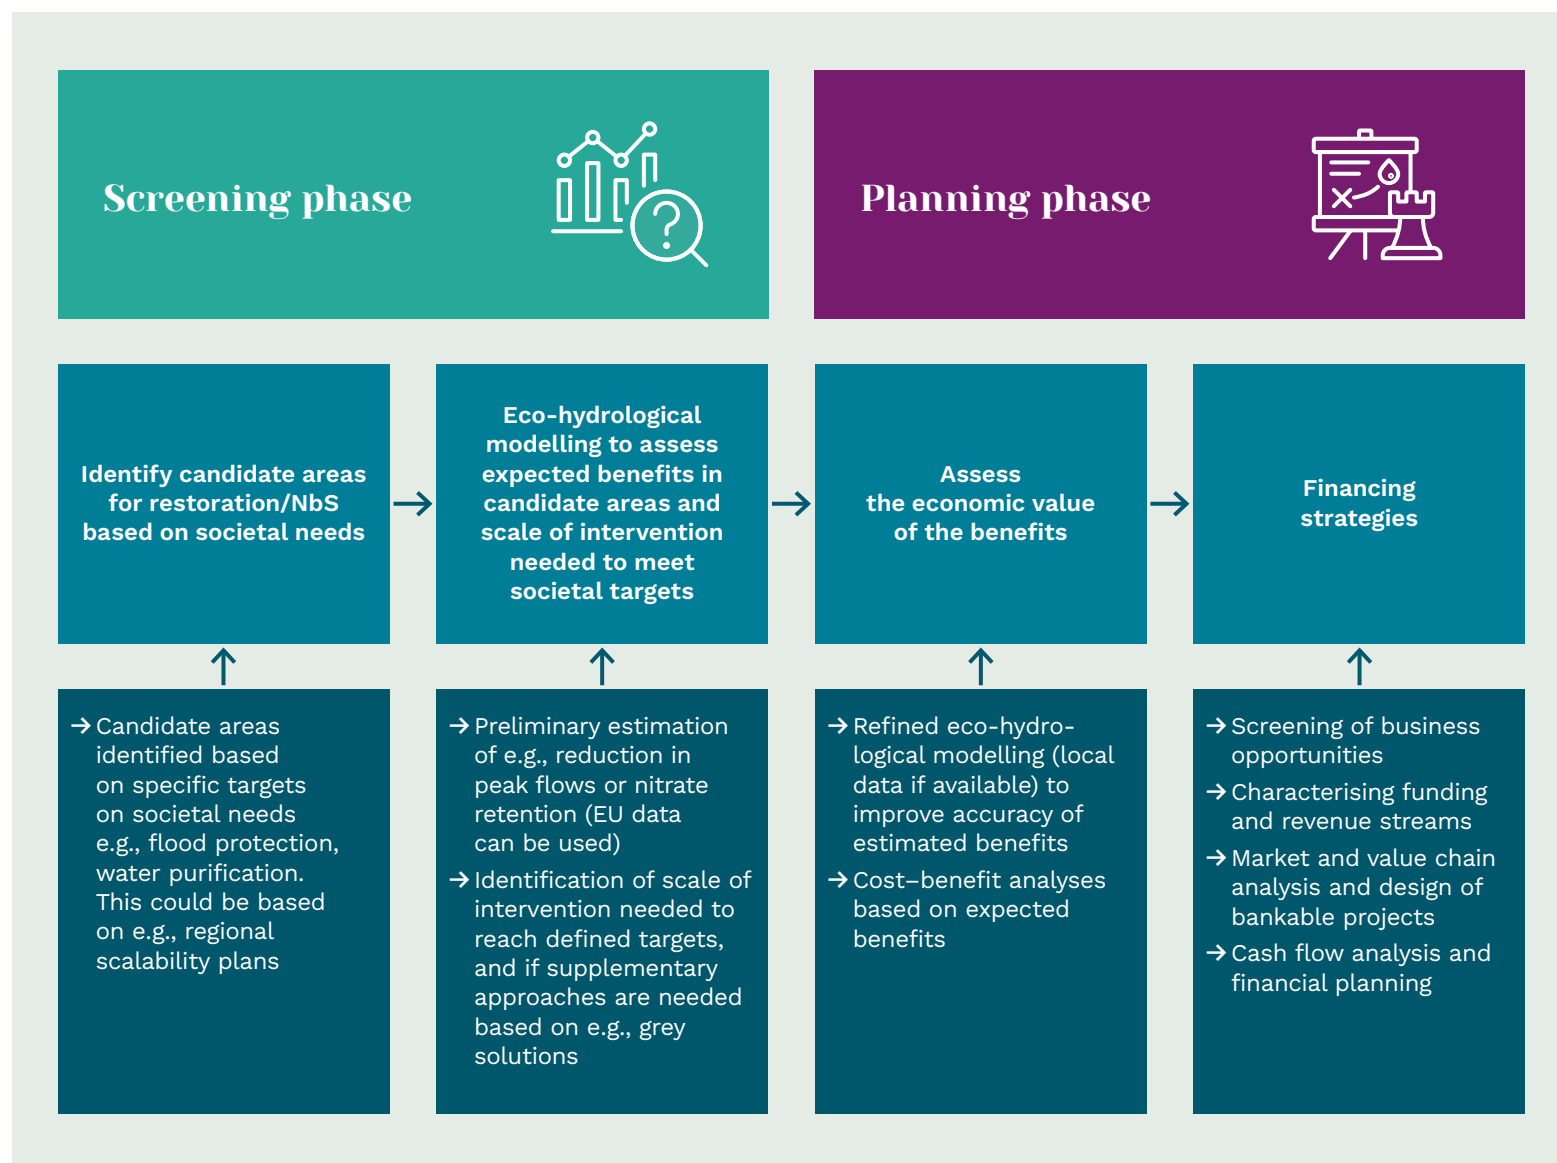 Screening phase
Planning phase
Identify candidate areas
for restoration/NbS
based on societal needs
Eco-hydrological
modelling to assess
expected benefits in
candidate areas and
scale of intervention
needed to meet
societal targets
Assess
the economic value
of the benefits
Financing
strategies
→ Candidate areas
identified based
on specific targets
on societal needs
e.g., flood protection,
water purification.
This could be based
on e.g., regional
scalability plans
→ Preliminary estimation
of e.g., reduction in
peak flows or nitrate
retention (EU data
can be used)
→ Identification of scale of
intervention needed to
reach defined targets,
and if supplementary
approaches are needed
based on e.g., grey
solutions
→ Refined eco-hydro-
logical modelling (local
data if available) to
improve accuracy of
estimated benefits
→ Cost–benefit analyses
based on expected
benefits
→ Screening of business
opportunities
→ Characterising funding
and revenue streams
→ Market and value chain
analysis and design of
bankable projects
→ Cash flow analysis and
financial planning